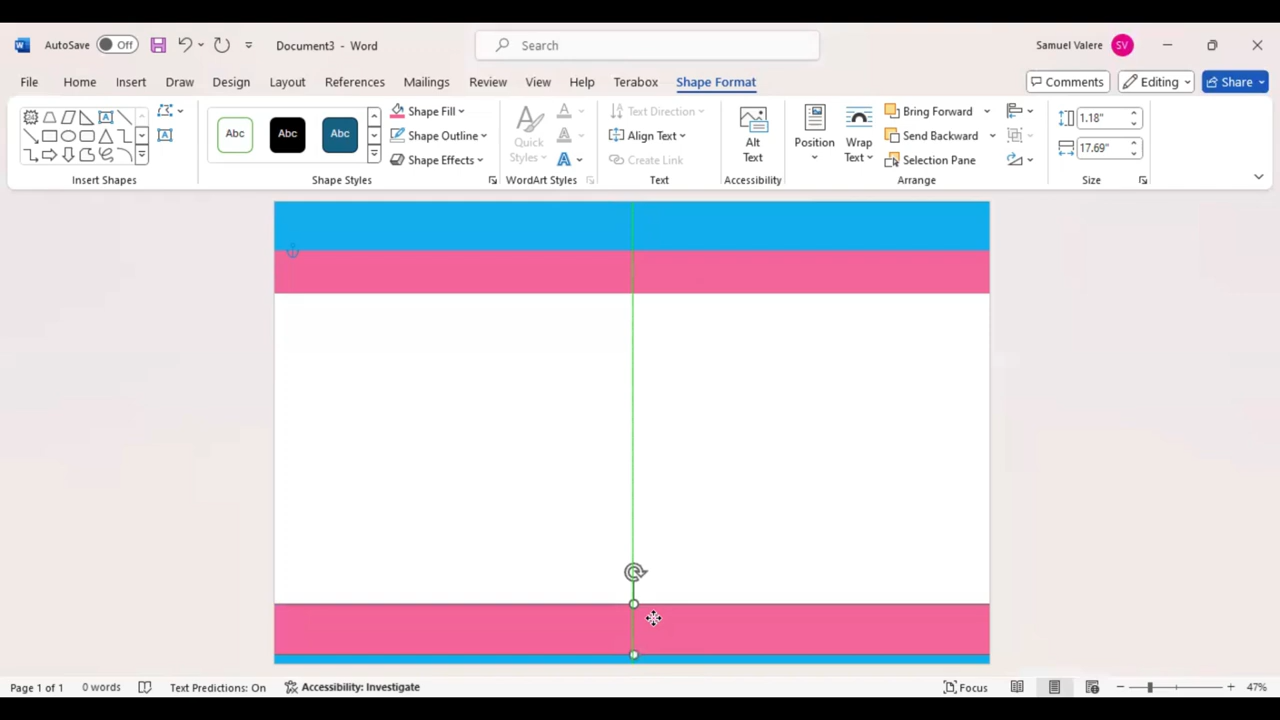 AutoSave Off Document3 - Word Search Samuel Valere SV
File Home Insert Draw Design Layout References Mailings Review View Help Terabox Shape Format Comments Editing Share
Abc Abc Abc
Shape Fill
Shape Outline
Shape Effects
Quick Styles
A
A
A
Text Direction
Align Text
Create Link
Alt Text
Position
Wrap Text
Bring Forward
Send Backward
Selection Pane
1.18"
17.69"
Insert Shapes Shape Styles WordArt Styles Text Accessibility Arrange Size
Page 1 of 1 0 words Text Predictions: On Accessibility: Investigate Focus 47%